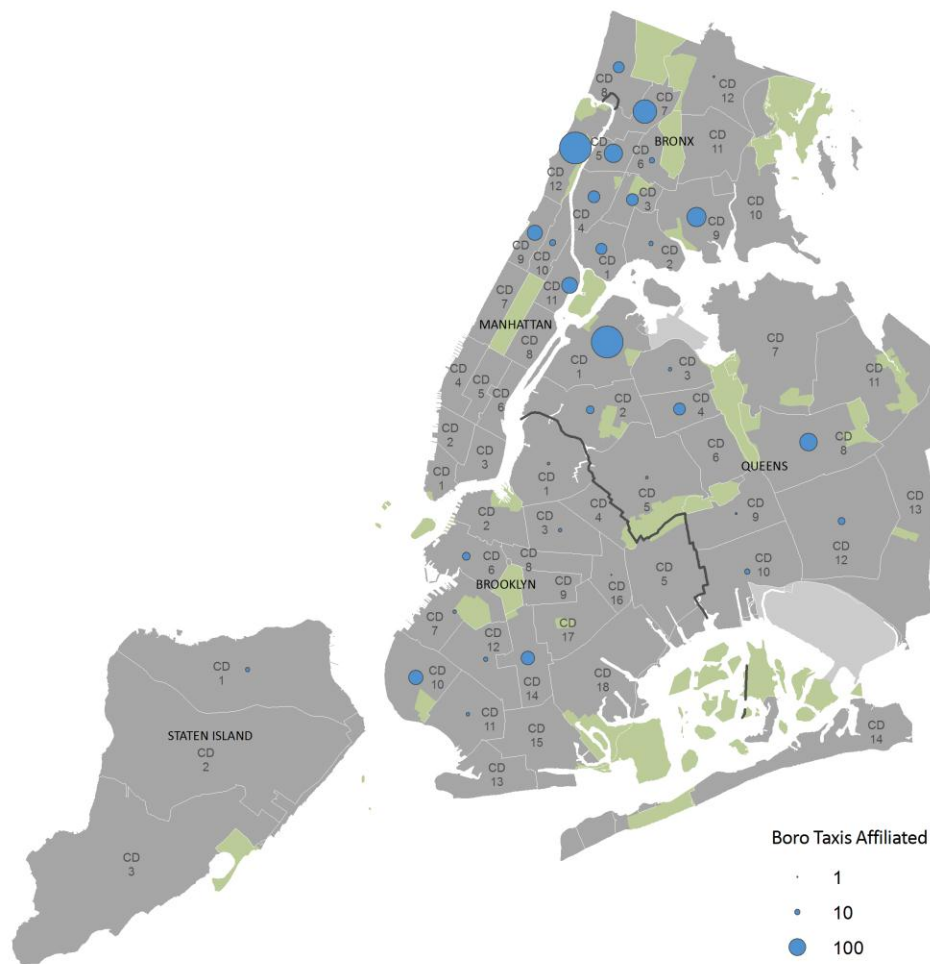 CD
8
CD
7
CD
12
CD
11
CD
5
CD
6
BRONX
CD
12
CD
3
CD
4
CD
10
CD
9
CD
9
CD
10
CD
1
CD
2
CD
11
CD
7
MANHATTAN
CD
8
CD
7
CD
1
CD
3
CD
11
CD
4
CD
5
CD
6
CD
2
CD
4
CD
8
CD
2
CD
3
CD
6
QUEENS
CD
1
CD
1
CD
5
CD
9
CD
13
CD
2
CD
3
CD
4
CD
12
CD
6
CD
8
BROOKLYN
CD
9
CD
16
CD
5
CD
10
CD
7
CD
12
CD
17
CD
10
CD
14
CD
18
CD
11
CD
15
CD
13
CD
14
CD
1
STATEN ISLAND
CD
2
CD
3
Boro Taxis Affiliated
1
10
100